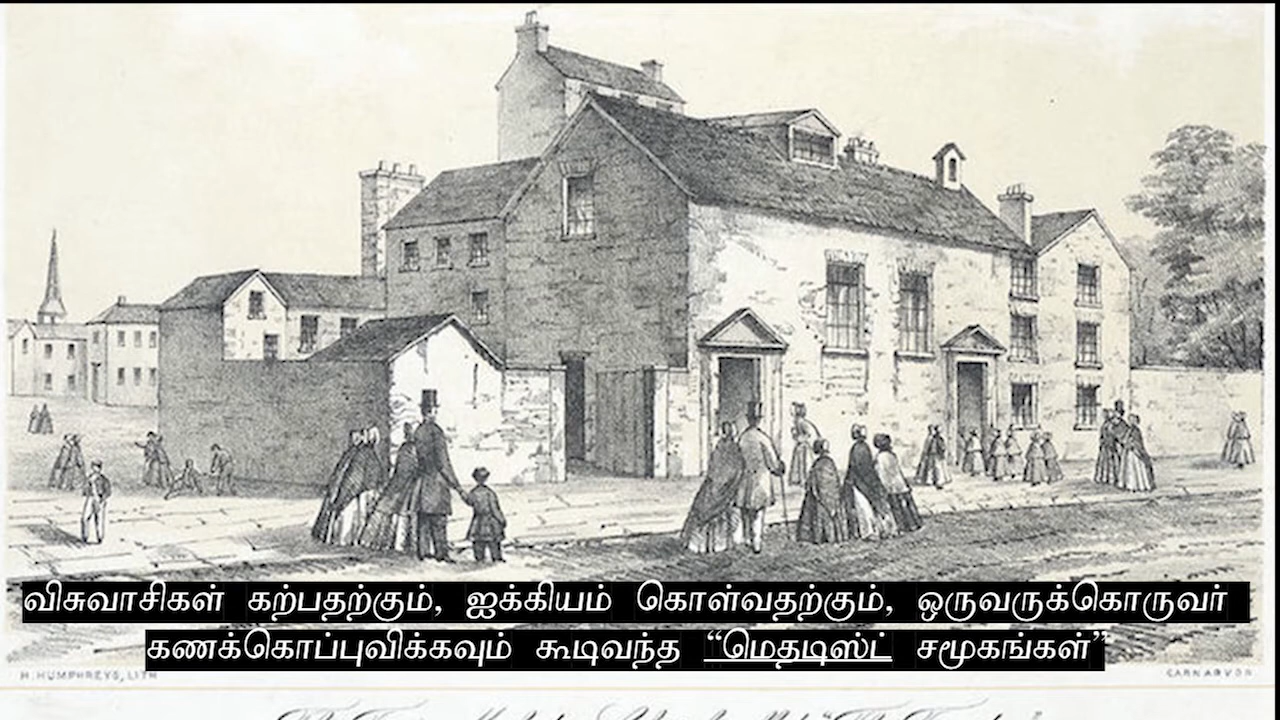 விசுவாசிகள் கற்பதற்கும், ஐக்கியம் கொள்வதற்கும், ஒருவருக்கொருவர்
கணக்கொப்புவிக்கவும் கூடிவந்த “மெதடிஸ்ட் சமூகங்கள்”
H. HUMPHREYS, LITH
CARNARVON